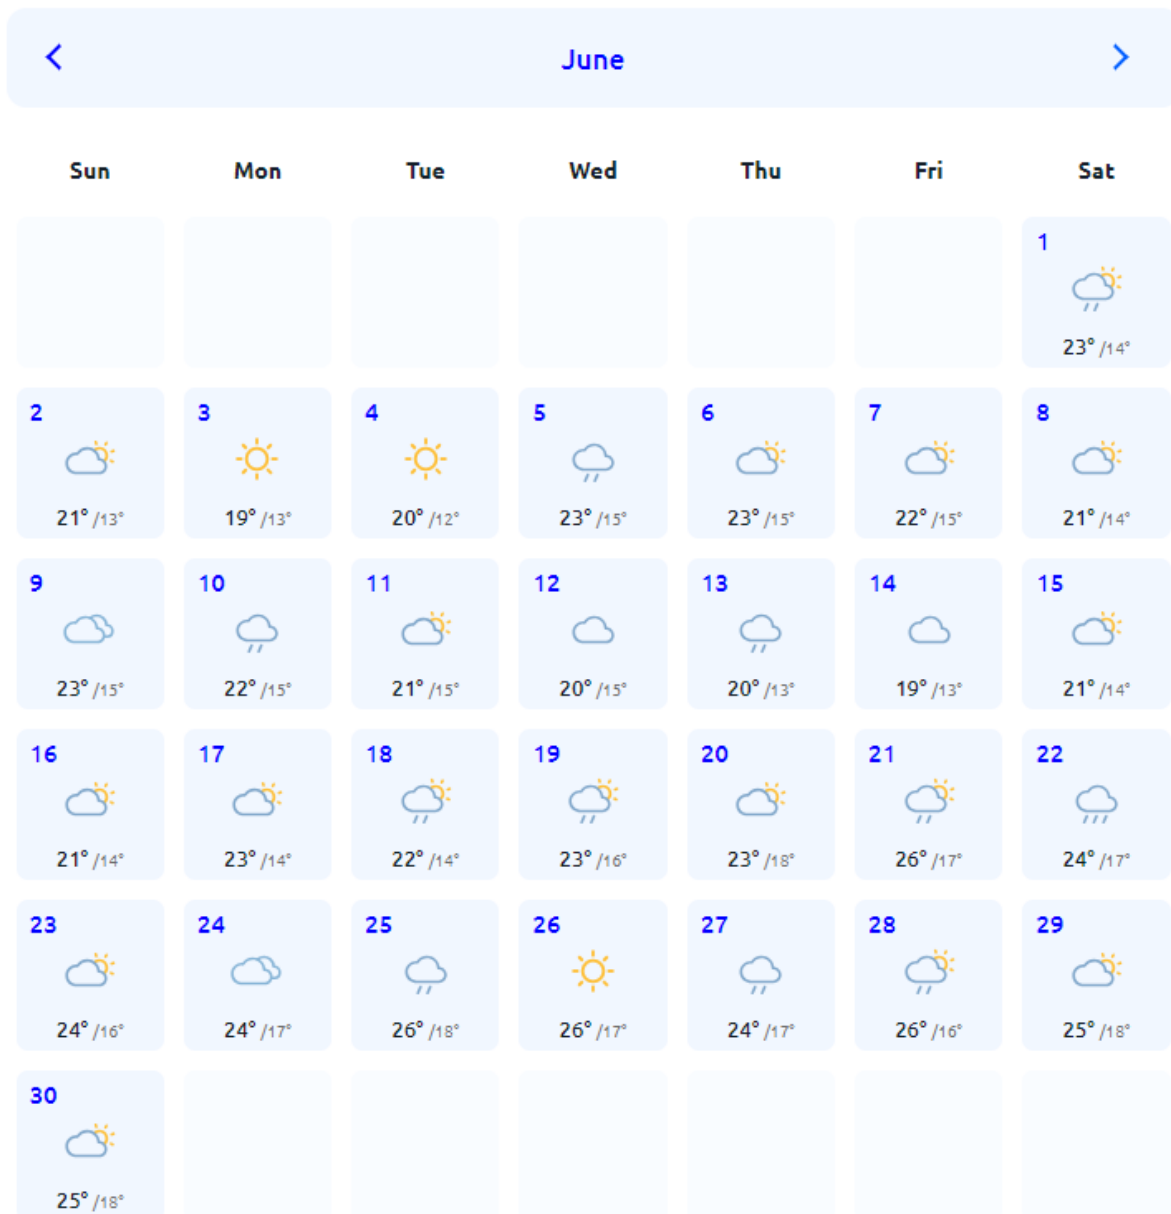 June
Sun Mon Tue Wed Thu Fri Sat
1
23° /14°
2 3 4 5 6 7 8
21° /13° 19° /13° 20° /12° 23° /15° 23° /15° 22° /15° 21° /14°
9 10 11 12 13 14 15
23° /15° 22° /15° 21° /15° 20° /15° 20° /13° 19° /13° 21° /14°
16 17 18 19 20 21 22
21° /14° 23° /14° 22° /14° 23° /16° 23° /18° 26° /17° 24° /17°
23 24 25 26 27 28 29
24° /16° 24° /17° 26° /18° 26° /17° 24° /17° 26° /16° 25° /18°
30
25° /18°